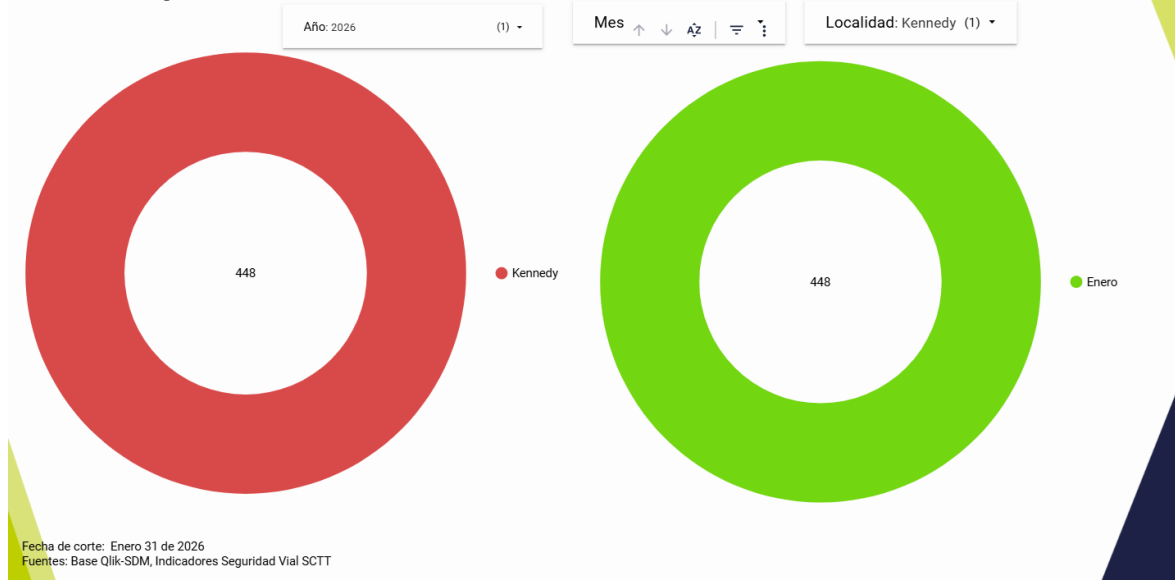 Año: 2026 (1)
Mes
Localidad: Kennedy (1)
448
Kennedy
448
Enero
Fecha de corte: Enero 31 de 2026
Fuentes: Base Qlik-SDM, Indicadores Seguridad Vial SCTT